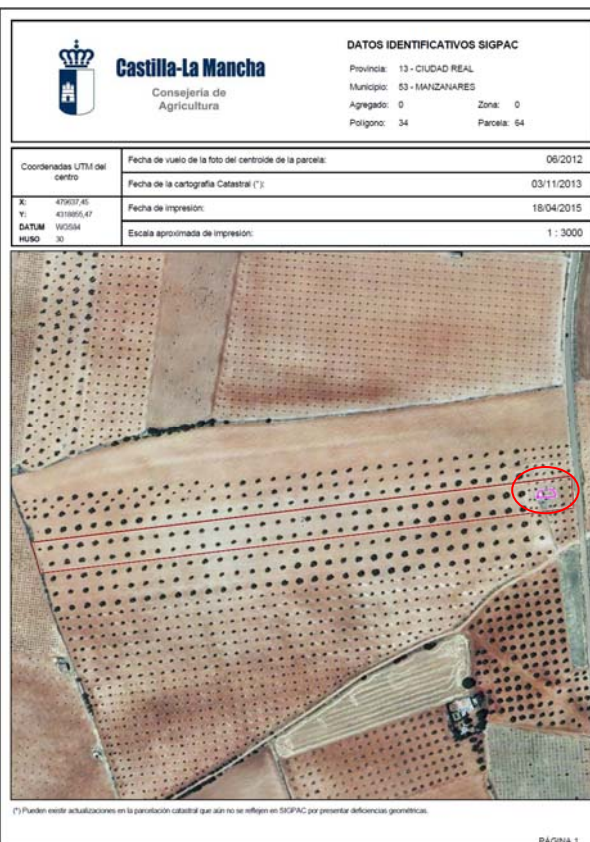 Castilla-La Mancha
Consejería de
Agricultura
DATOS IDENTIFICATIVOS SIGPAC
Provincia: 13 - CIUDAD REAL
Municipio: 53 - MANZANARES
Agregado: 0 Zona: 0
Polígono: 34 Parcela: 64
Coordenadas UTM del
centro
X: 479637,45
Y: 4318855,47
DATUM WGS84
HUSO 30
Fecha de vuelo de la foto del centroide de la parcela: 06/2012
Fecha de la cartografía Catastral (*): 03/11/2013
Fecha de impresión: 18/04/2015
Escala aproximada de impresión: 1 : 3000
(*) Pueden existir actualizaciones en la parcelación catastral que aún no se reflejen en SIGPAC por presentar deficiencias geométricas.
PÁGINA 1